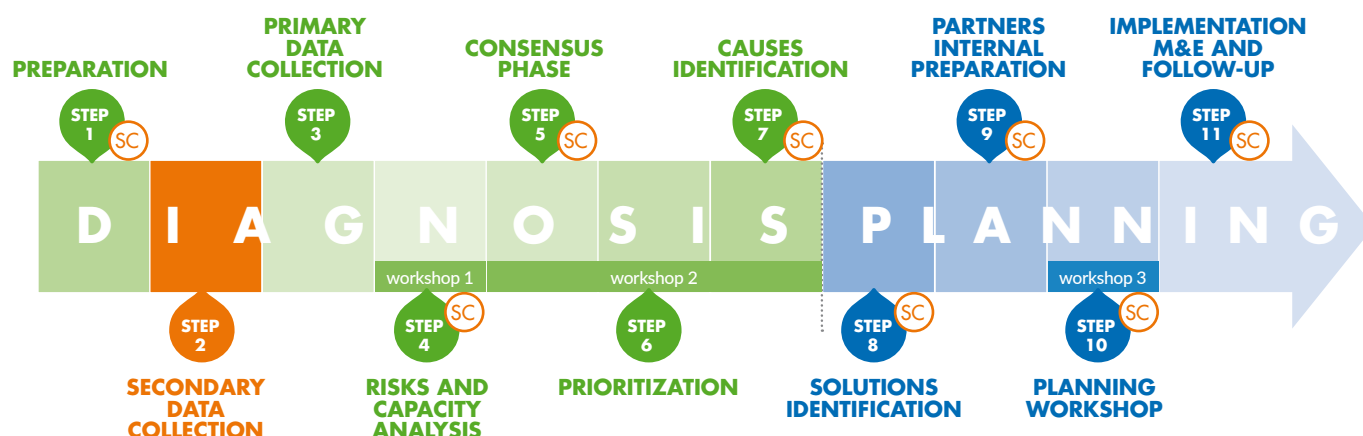 PREPARATION
STEP
1
SC
PRIMARY
DATA
COLLECTION
STEP
3
CONSENSUS
PHASE
STEP
5
SC
CAUSES
IDENTIFICATION
STEP
7
SC
PARTNERS
INTERNAL
PREPARATION
STEP
9
SC
IMPLEMENTATION
M&E AND
FOLLOW-UP
STEP
11
SC
DIAGNOSIS PLANNING
workshop 1
workshop 2
workshop 3
STEP
2
SECONDARY
DATA
COLLECTION
STEP
4
SC
RISKS AND
CAPACITY
ANALYSIS
STEP
6
PRIORITIZATION
STEP
8
SC
SOLUTIONS
IDENTIFICATION
STEP
10
SC
PLANNING
WORKSHOP